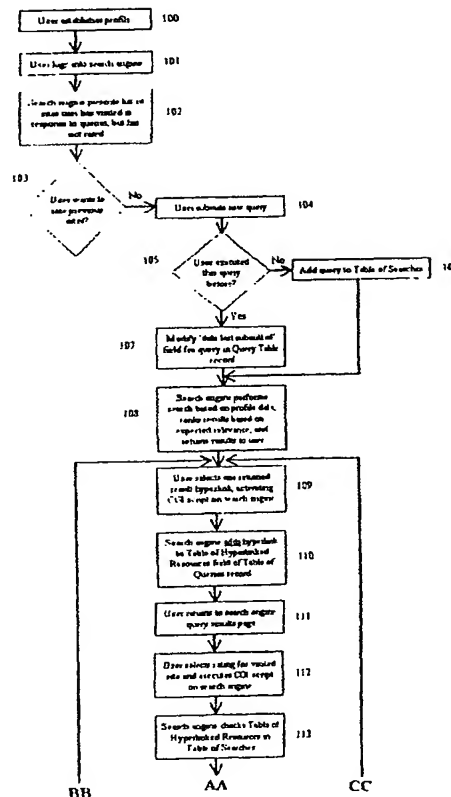 User establishes profile
100
User logs into search engine
101
Search engine presents list of
sites user has visited in
response to queries, but has
not rated
102
103
User wants to
rate previous
sites?
No
User submits new query
104
105
User executed
this query
before?
No
Add query to Table of Searches
Yes
107
Modify "date last submitted"
field for query in Query Table
record
108
Search engine performs
search based on profile data,
ranks results based on
expected relevance, and
returns results to user
User selects one returned
hyperlink, activating
CGI script on search engine
109
Search engine adds hyperlink
to Table of Hyperlinked
Resources field of Table of
Queries record
110
User returns to search engine
query results page
111
User selects rating for visited
site and executes CGI script
on search engine
112
Search engine checks Table of
Hyperlinked Resources in
Table of Searches
113
BB
AA
CC